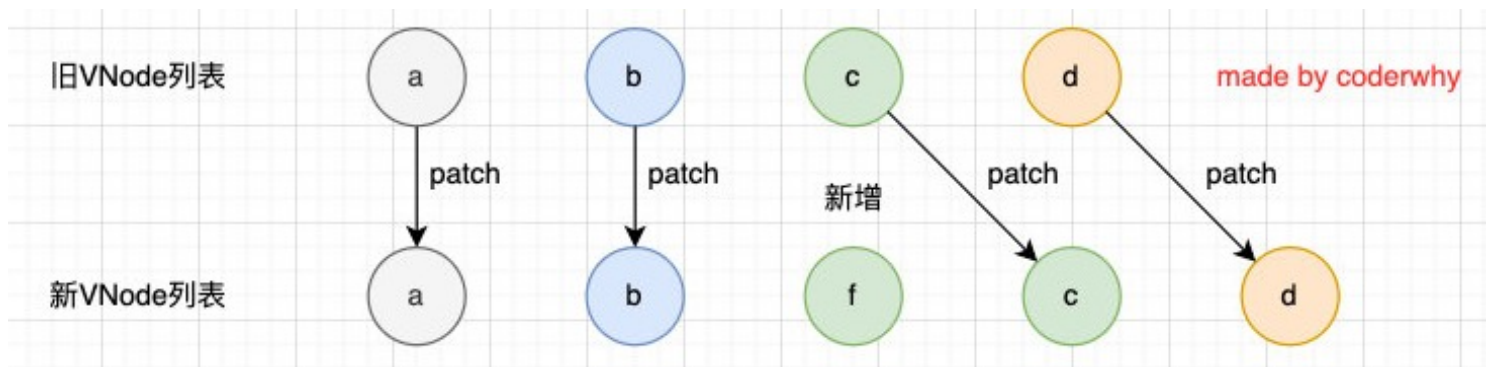 旧VNode列表
a
b
c
d
made by coderwhy
patch
patch
新增
patch
patch
新VNode列表
a
b
f
c
d